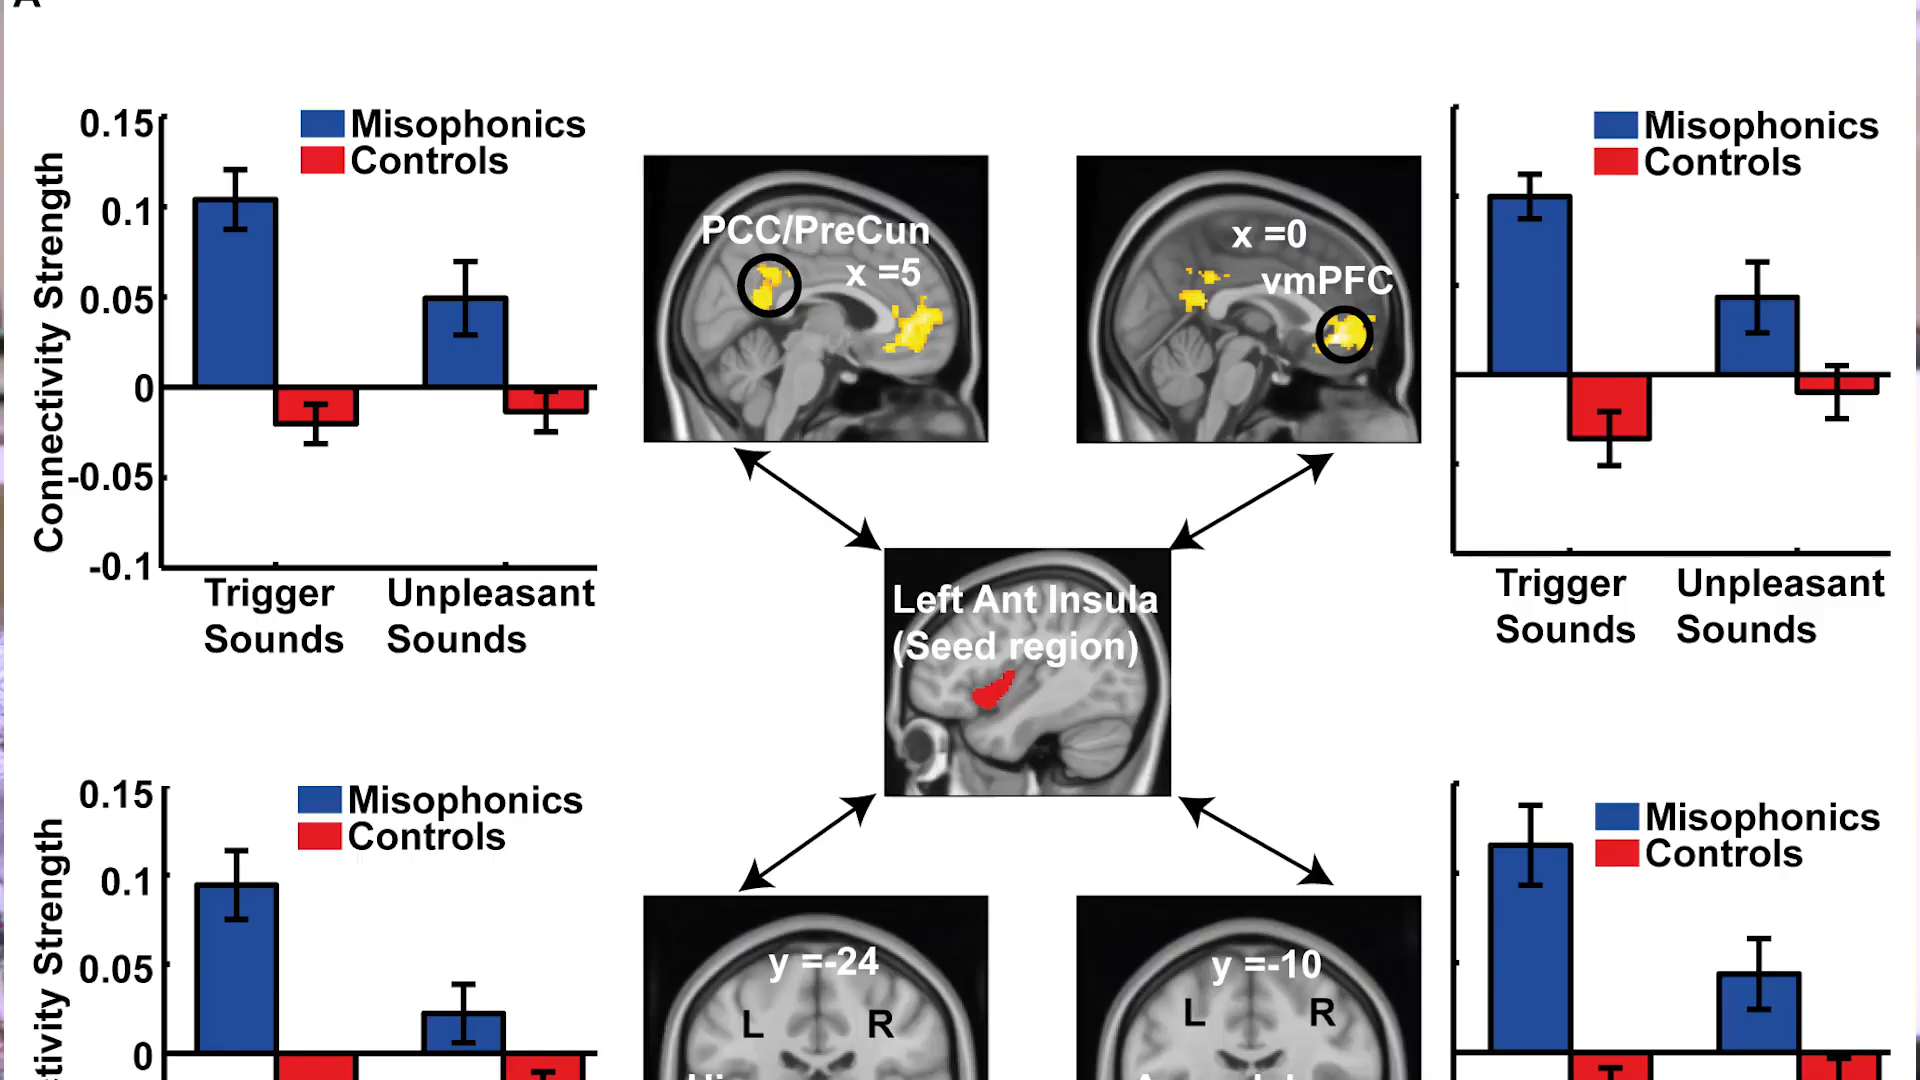 A
Misophonics
Controls
0.15
0.1
0.05
0
-0.05
-0.1
Connectivity Strength
Trigger
Sounds
Unpleasant
Sounds
PCC/PreCun
x =5
x =0
vmPFC
Misophonics
Controls
Trigger
Sounds
Unpleasant
Sounds
Left Ant Insula
(Seed region)
Misophonics
Controls
0.15
0.1
0.05
0
Strength
y =-24
L R
y =-10
L R
Misophonics
Controls